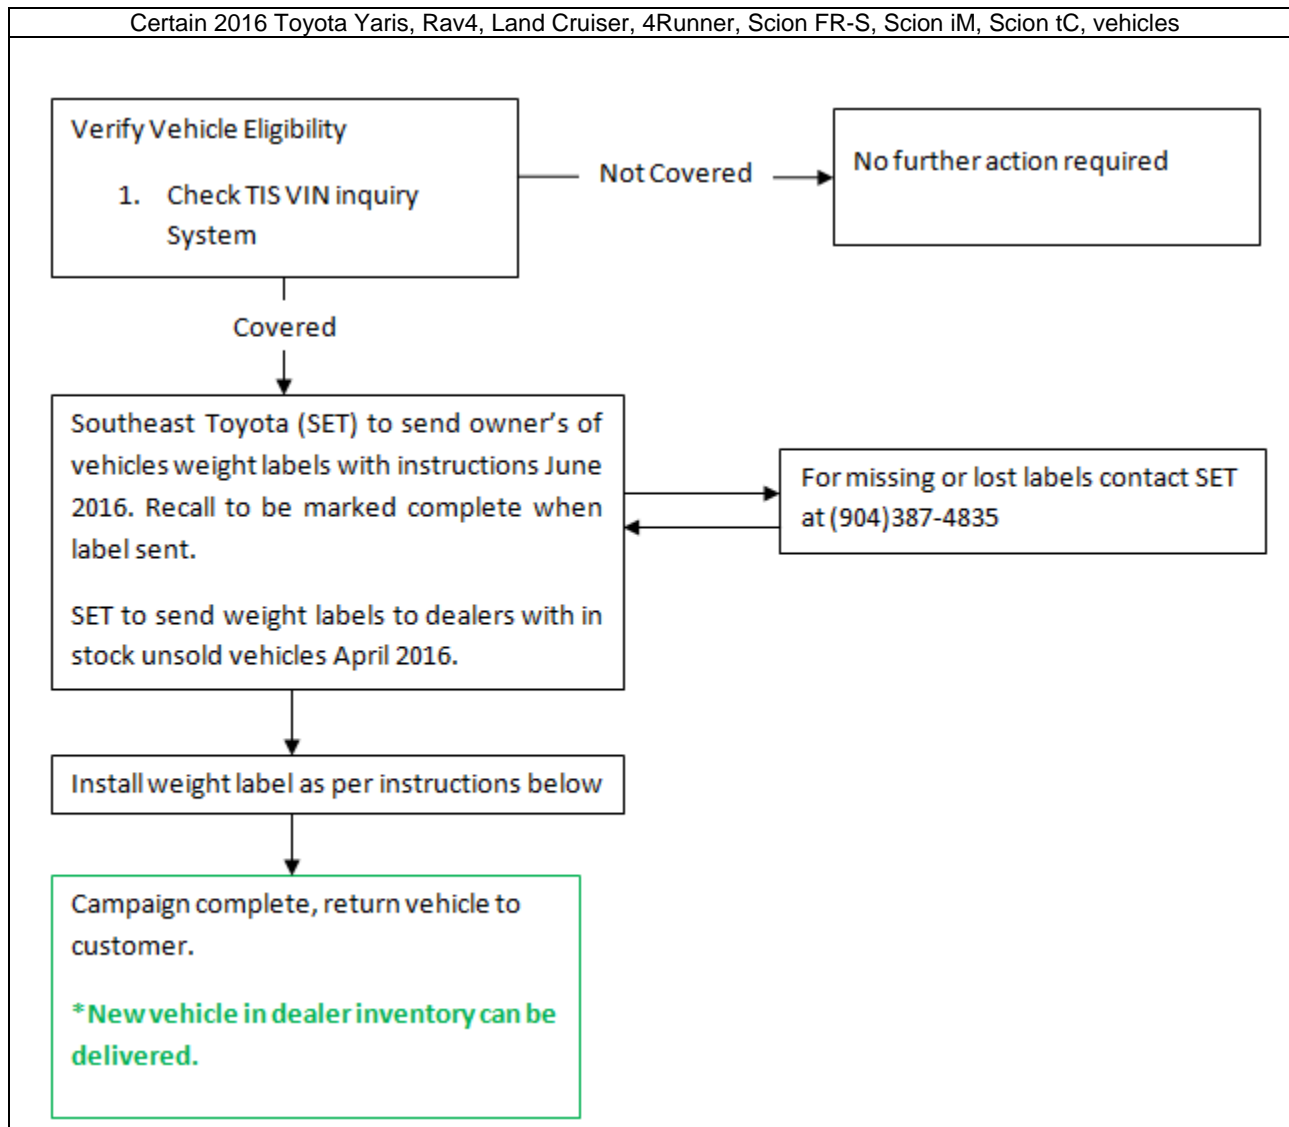 Certain 2016 Toyota Yaris, Rav4, Land Cruiser, 4Runner, Scion FR-S, Scion iM, Scion tC, vehicles
Verify Vehicle Eligibility
1. Check TIS VIN inquiry
System
Not Covered
No further action required
Covered
Southeast Toyota (SET) to send owner’s of
vehicles weight labels with instructions June
2016. Recall to be marked complete when
label sent.
SET to send weight labels to dealers with in
stock unsold vehicles April 2016.
For missing or lost labels contact SET
at (904)387-4835
Install weight label as per instructions below
Campaign complete, return vehicle to
customer.
*New vehicle in dealer inventory can be
delivered.